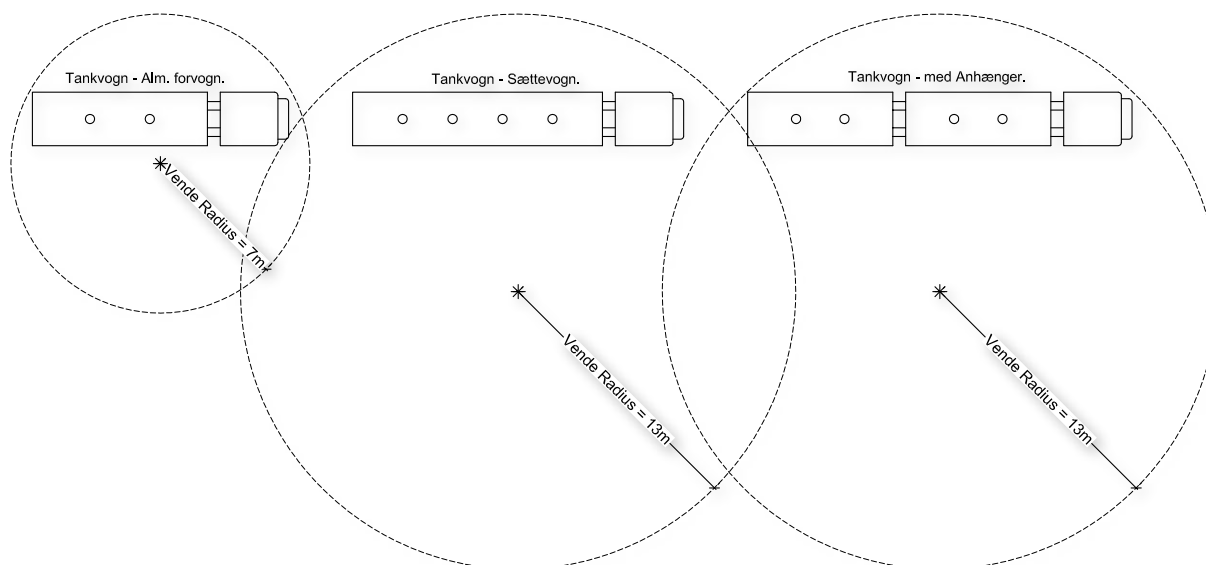 Tankvogn - Alm. forvogn.
Tankvogn - Sættevogn.
Tankvogn - med Anhænger.
Vende Radius = 7m
Vende Radius = 13m
Vende Radius = 13m